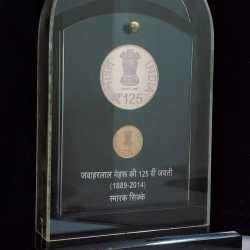 भारत INDIA
₹125
जवाहरलाल नेहरू की 125 वीं जयंती
(1889-2014)
स्मारक सिक्के